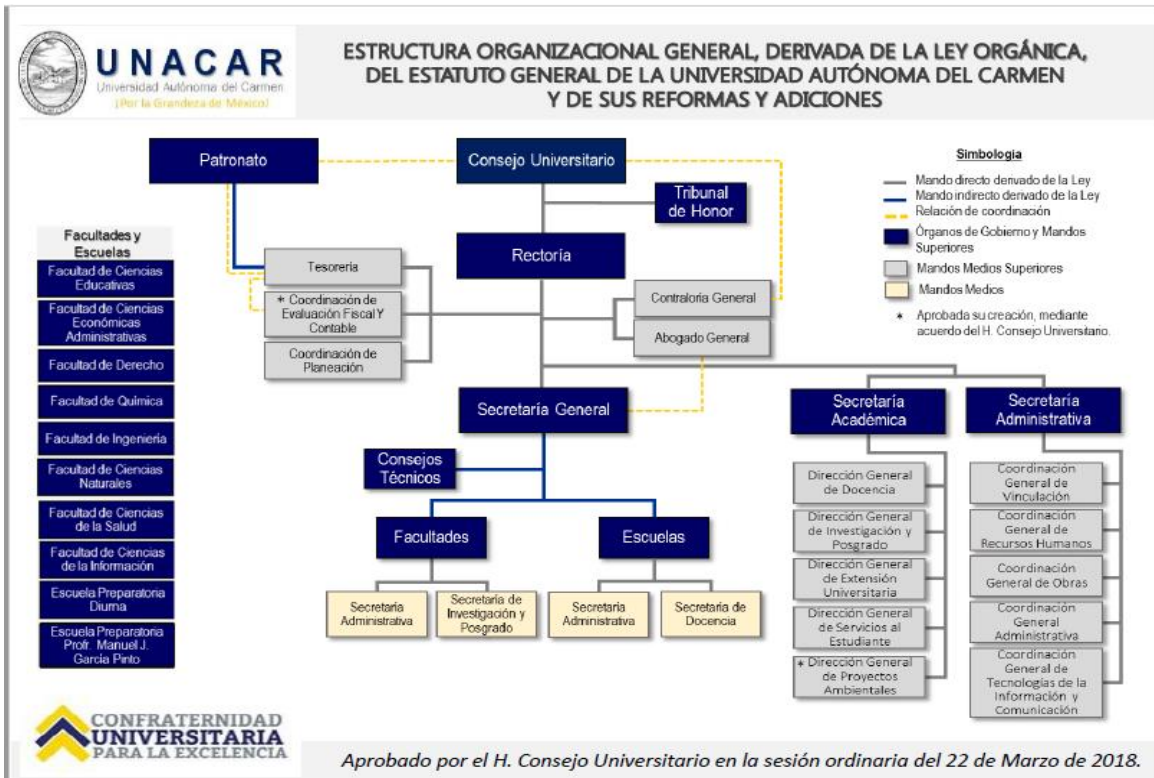 UNACAR
Universidad Autónoma del Carmen
¡Por la Grandeza de México!
ESTRUCTURA ORGANIZACIONAL GENERAL, DERIVADA DE LA LEY ORGÁNICA,
DEL ESTATUTO GENERAL DE LA UNIVERSIDAD AUTÓNOMA DEL CARMEN
Y DE SUS REFORMAS Y ADICIONES
Patronato
Consejo Universitario
Tribunal
de Honor
Rectoría
Simbología
Mando directo derivado de la Ley
Mando indirecto derivado de la Ley
Relación de coordinación
Órganos de Gobierno y Mandos
Superiores
Mandos Medios Superiores
Mandos Medios
* Aprobada su creación, mediante
acuerdo del H. Consejo Universitario.
Facultades y
Escuelas
Facultad de Ciencias
Educativas
Facultad de Ciencias
Económicas
Administrativas
Facultad de Derecho
Facultad de Química
Facultad de Ingeniería
Facultad de Ciencias
Naturales
Facultad de Ciencias
de la Salud
Facultad de Ciencias
de la Información
Escuela Preparatoria
Diurna
Escuela Preparatoria
Profr. Manuel J.
García Pinto
Tesorería
* Coordinación de
Evaluación Fiscal Y
Contable
Coordinación de
Planeación
Contraloría General
Abogado General
Secretaría General
Consejos
Técnicos
Facultades
Escuelas
Secretaría
Administrativa
Secretaría de
Investigación y
Posgrado
Secretaría
Administrativa
Secretaría de
Docencia
Secretaría
Académica
Dirección General
de Docencia
Dirección General
de Investigación y
Posgrado
Dirección General
de Extensión
Universitaria
Dirección General
de Servicios al
Estudiante
* Dirección General
de Proyectos
Ambientales
Secretaría
Administrativa
Coordinación
General de
Vinculación
Coordinación
General de
Recursos Humanos
Coordinación
General de Obras
Coordinación
General
Administrativa
Coordinación
General de
Tecnologías de la
Información y
Comunicación
CONFRATERNIDAD
UNIVERSITARIA
PARA LA EXCELENCIA
Aprobado por el H. Consejo Universitario en la sesión ordinaria del 22 de Marzo de 2018.